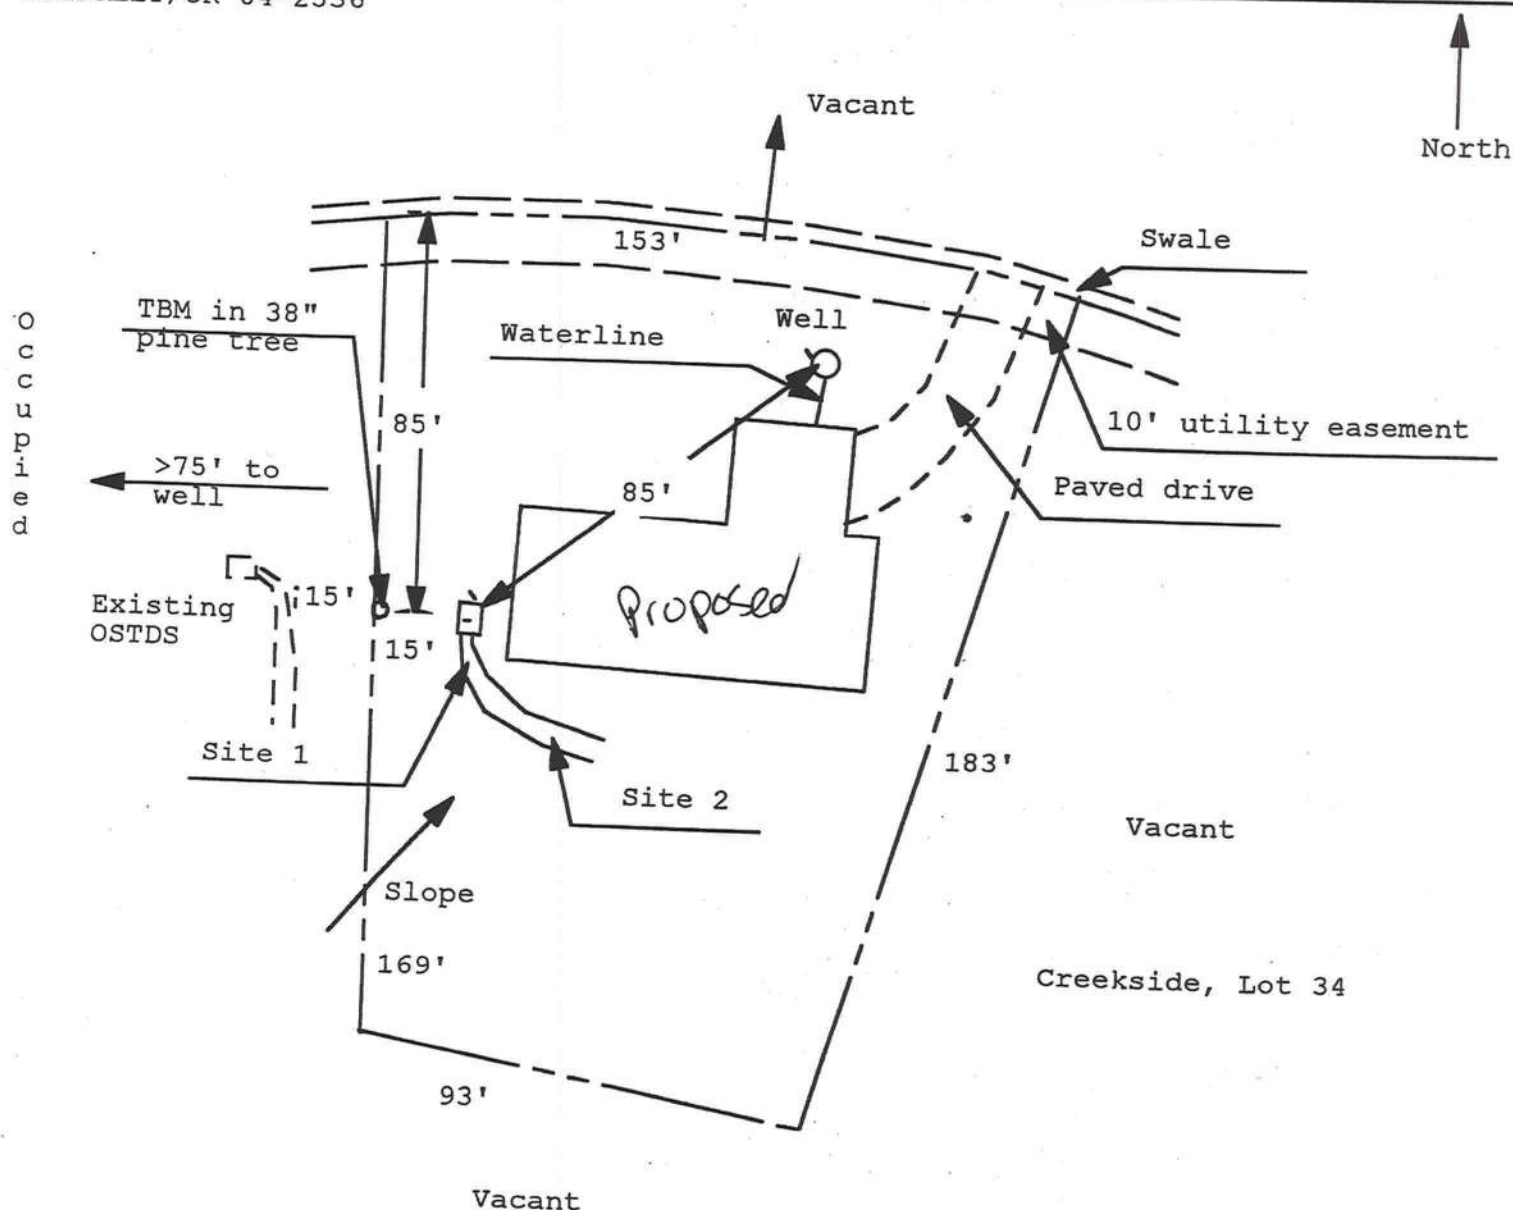 Vacant
North
153'
Swale
TBM in 38"
pine tree
Occupied
Waterline
Well
85'
10' utility easement
>75' to
well
85'
Paved drive
Proposed
Existing
OSTDS
15'
15'
Site 1
183'
Site 2
Vacant
Slope
169'
Creekside, Lot 34
93'
Vacant